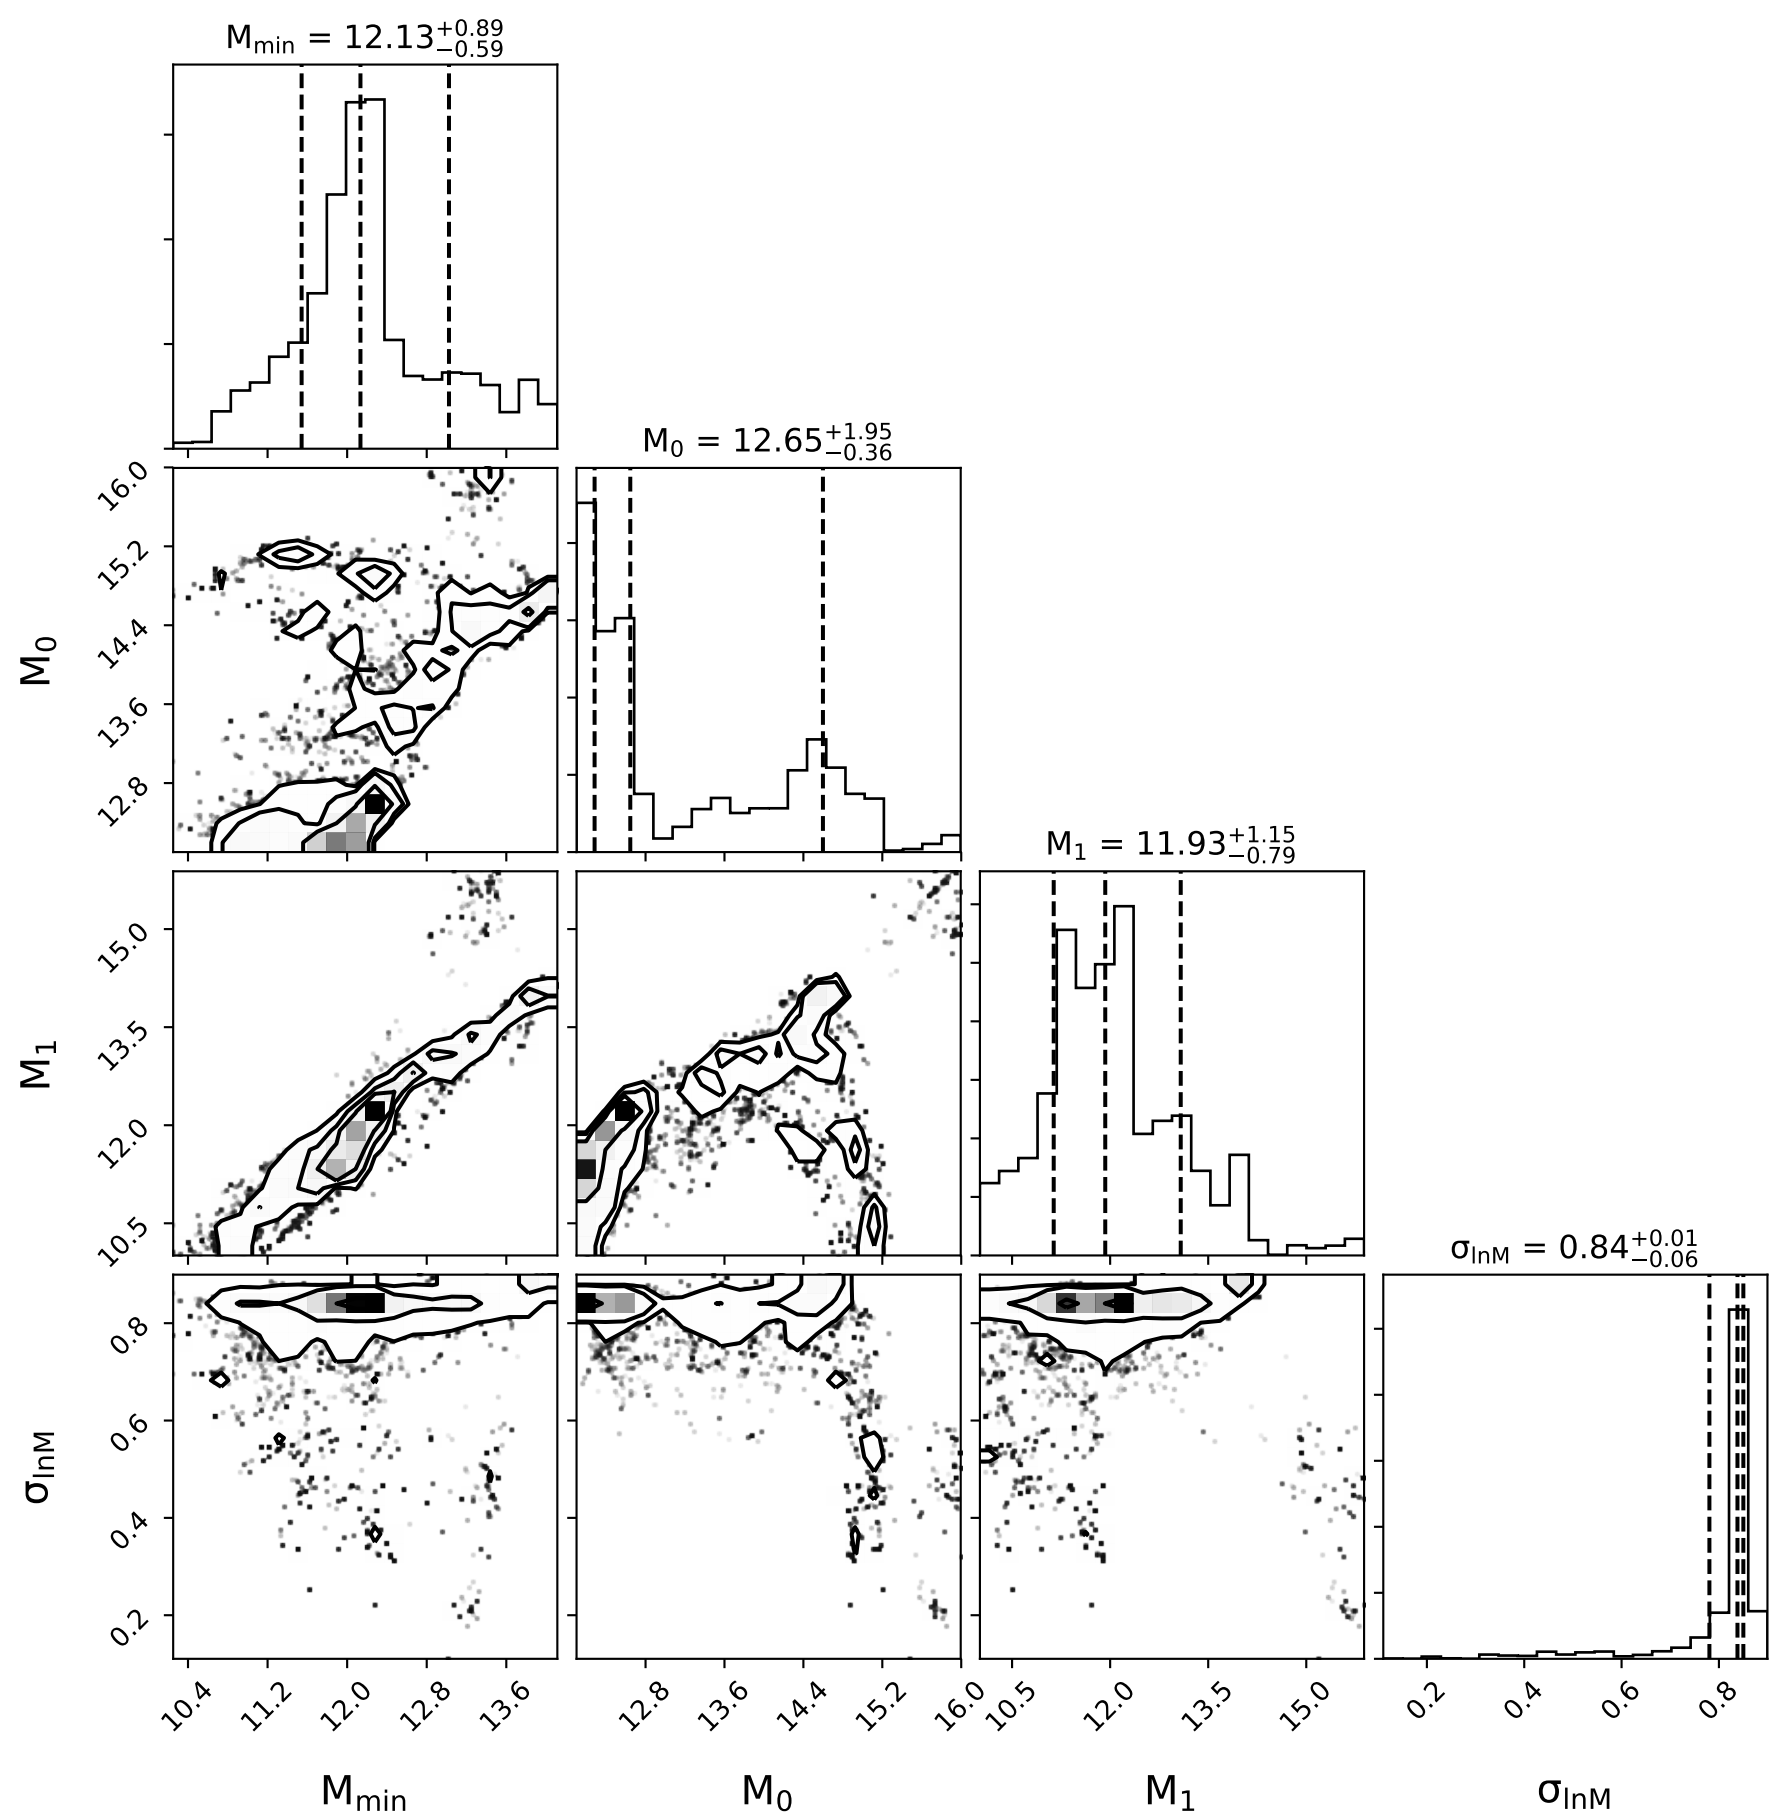 M_min = 12.13 +0.89 −0.59
16.0
15.2
14.4
13.6
12.8
M_0
M_0 = 12.65 +1.95 −0.36
15.0
13.5
12.0
10.5
M_1
M_1 = 11.93 +1.15 −0.79
0.8
0.6
0.4
0.2
σ_lnM
σ_lnM = 0.84 +0.01 −0.06
10.4 11.2 12.0 12.8 13.6
12.8 13.6 14.4 15.2 16.0
10.5 12.0 13.5 15.0
0.2 0.4 0.6 0.8
M_min M_0 M_1 σ_lnM